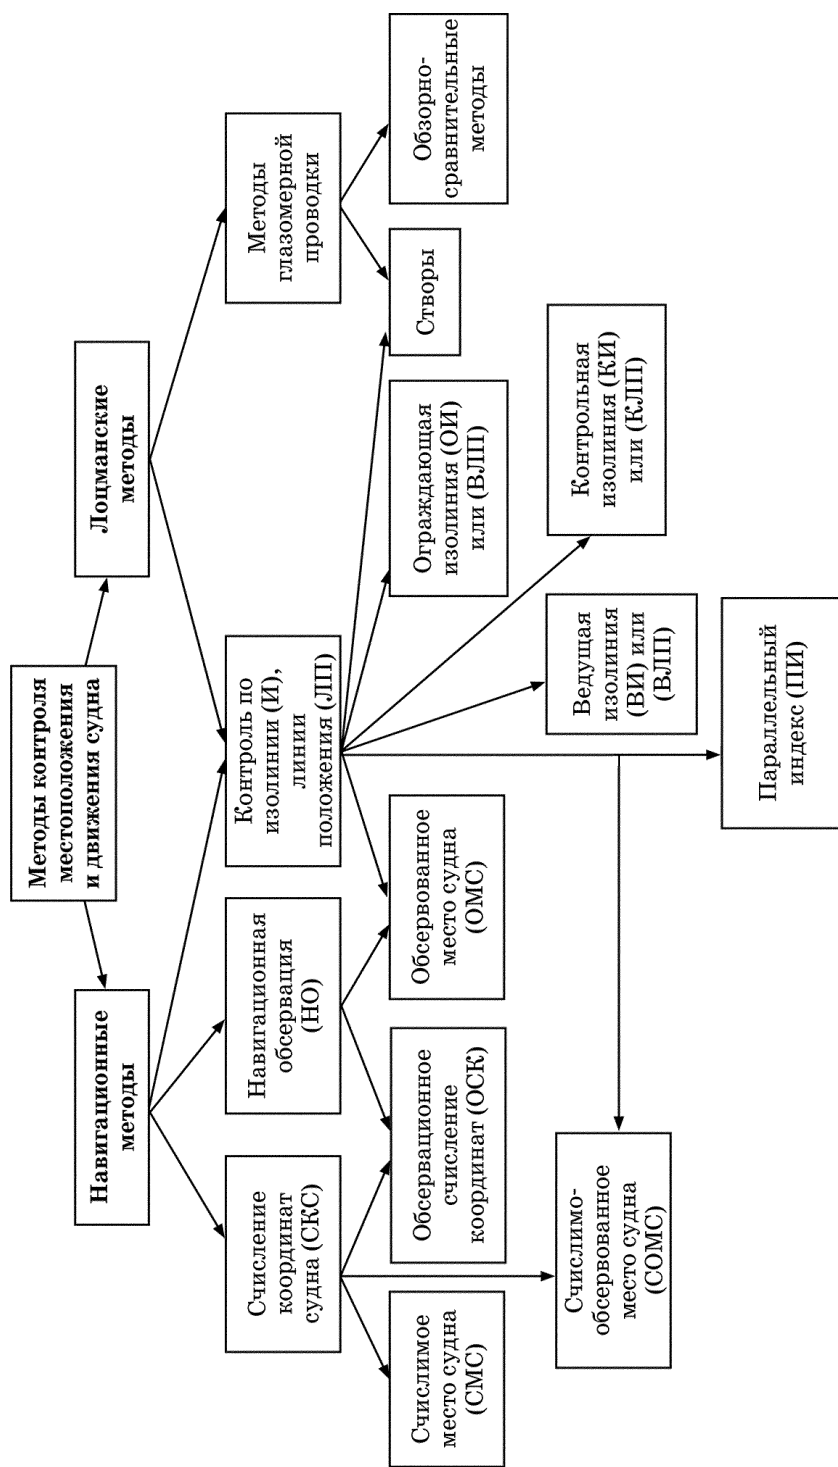 Методы контроля
местоположения
и движения судна
Навигационные
методы
Лоцманские
методы
Счисление
координат
судна (СКС)
Навигационная
обсервация
(НО)
Контроль по
изолинии (И),
линии
положения (ЛП)
Методы
глазомерной
проводки
Счислимое
место судна
(СМС)
Обсервационное
счисление
координат (ОСК)
Обсервованное
место судна
(ОМС)
Ограждающая
изолиния (ОИ)
или (ВЛП)
Створы
Обзорно-
сравнительные
методы
Счислимо-
обсервованное
место судна
(СОМС)
Ведущая
изолиния
(ВИ) или
(ВЛП)
Контрольная
изолиния (КИ)
или (КЛП)
Параллельный
индекс (ПИ)